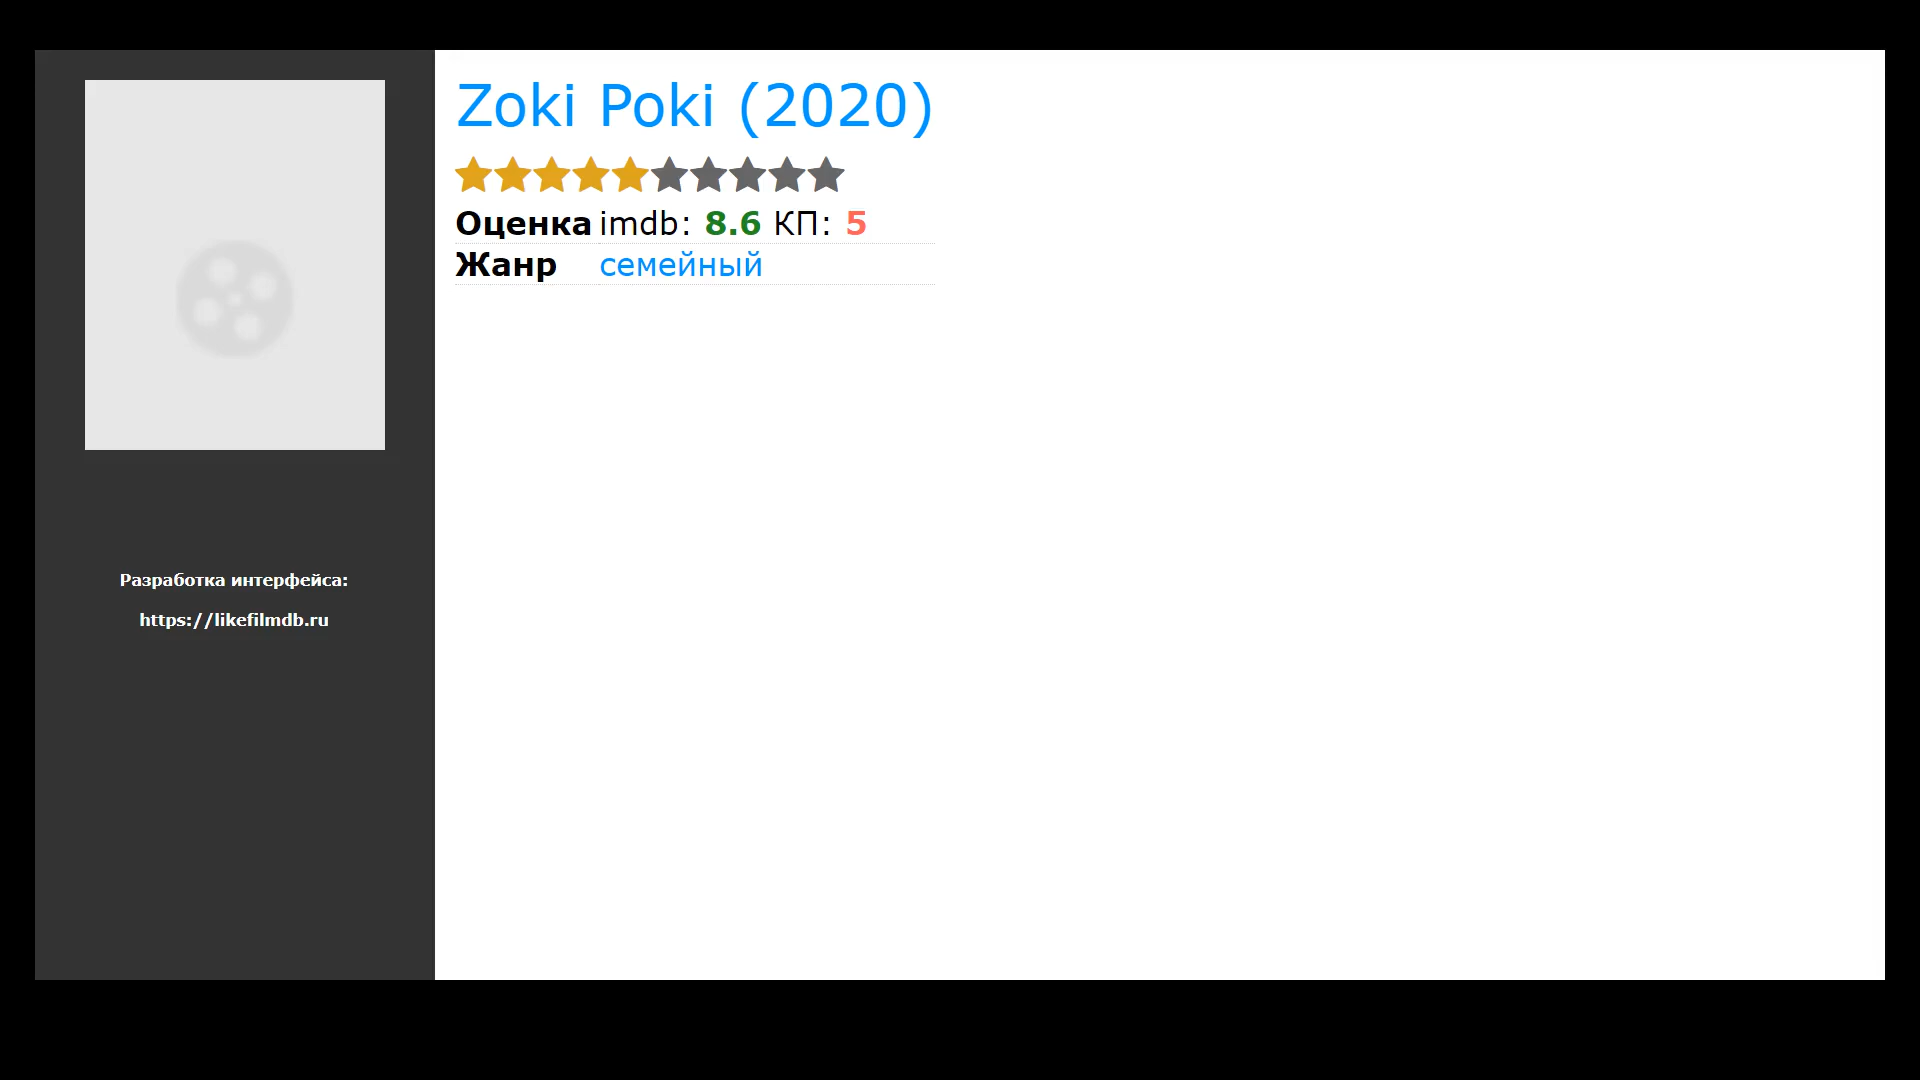 Zoki Poki (2020)
Оценка imdb: 8.6 КП: 5
Жанр семейный
Разработка интерфейса:
https://likefilmdb.ru